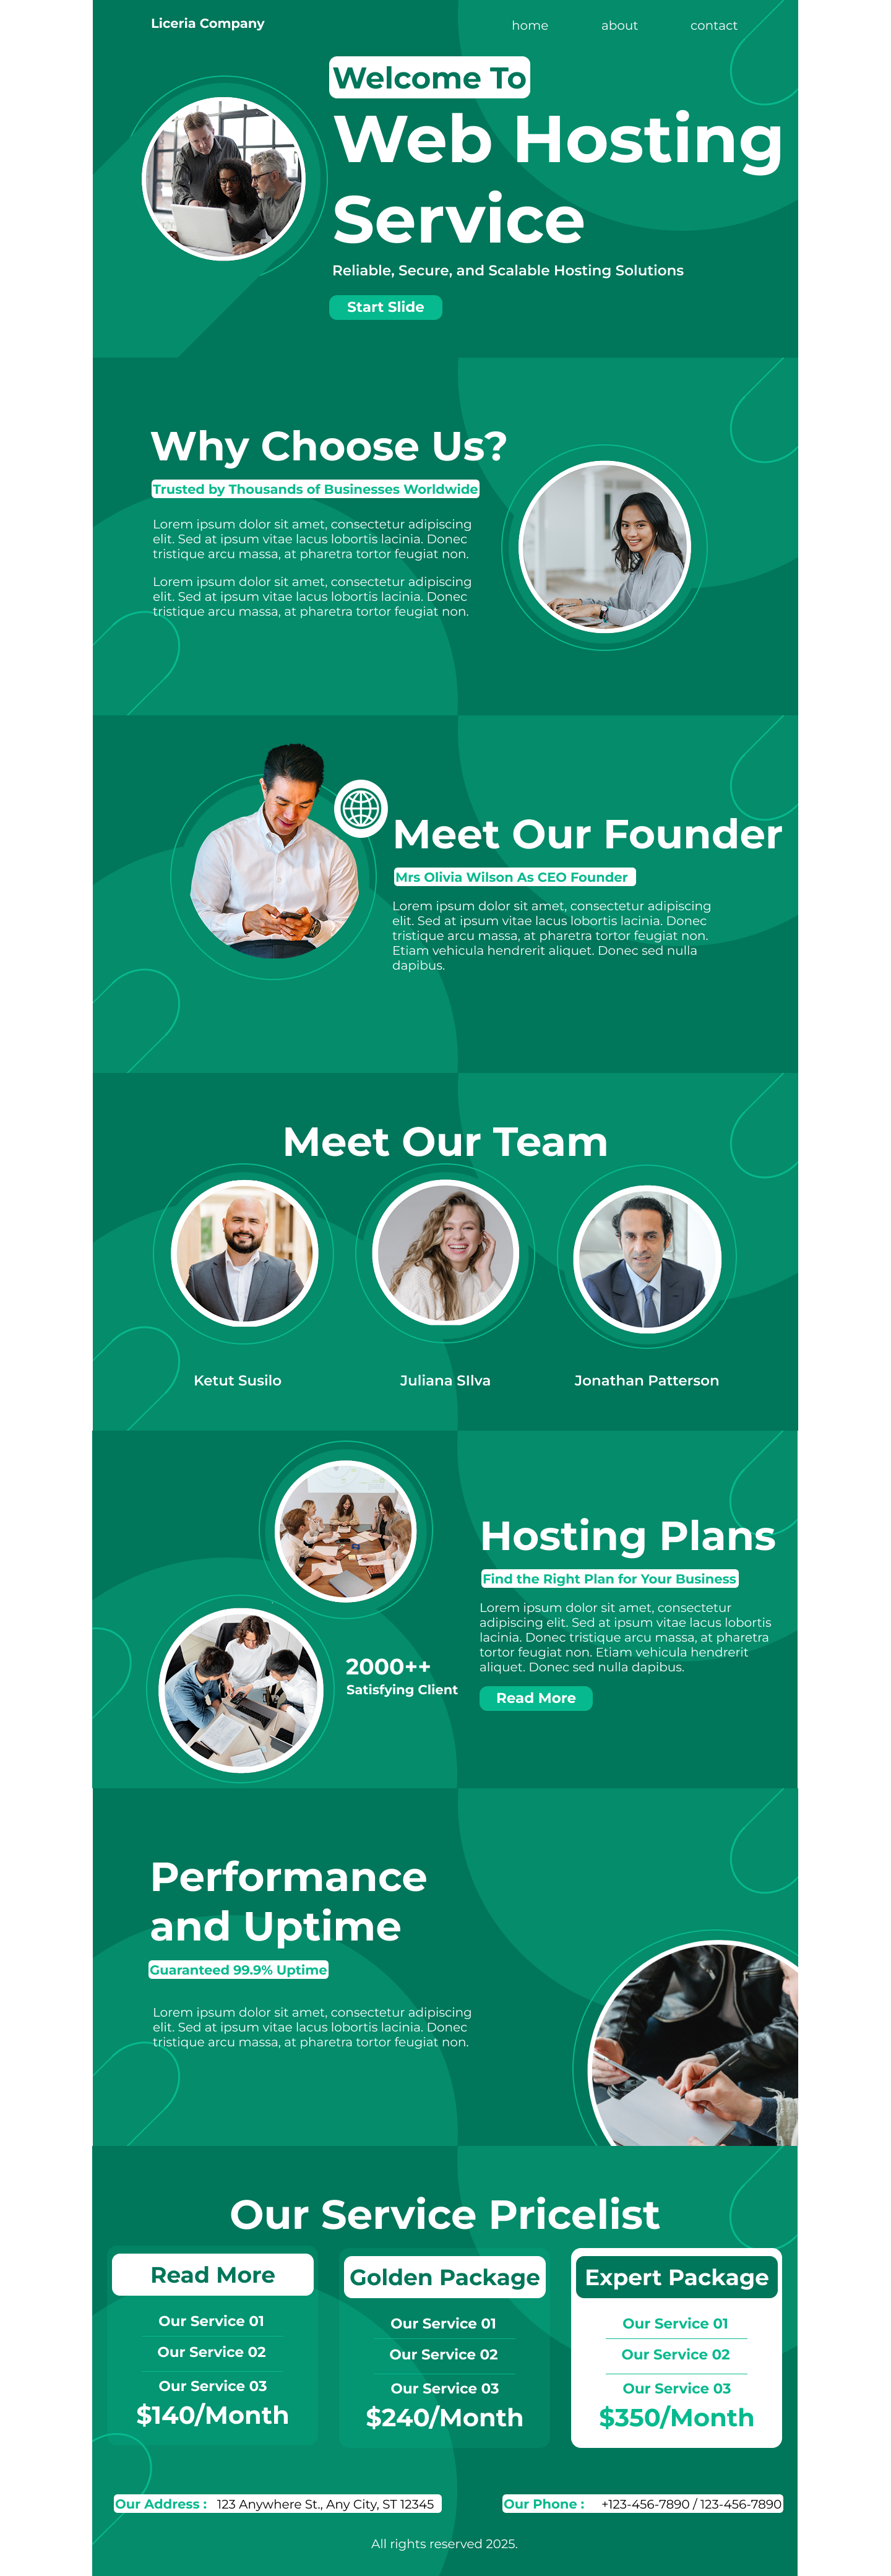 Liceria Company
home about contact
Welcome To
Web Hosting
Service
Reliable, Secure, and Scalable Hosting Solutions
Start Slide
Why Choose Us?
Trusted by Thousands of Businesses Worldwide
Lorem ipsum dolor sit amet, consectetur adipiscing
elit. Sed at ipsum vitae lacus lobortis lacinia. Donec
tristique arcu massa, at pharetra tortor feugiat non.
Lorem ipsum dolor sit amet, consectetur adipiscing
elit. Sed at ipsum vitae lacus lobortis lacinia. Donec
tristique arcu massa, at pharetra tortor feugiat non.
Meet Our Founder
Mrs Olivia Wilson As CEO Founder
Lorem ipsum dolor sit amet, consectetur adipiscing
elit. Sed at ipsum vitae lacus lobortis lacinia. Donec
tristique arcu massa, at pharetra tortor feugiat non.
Etiam vehicula hendrerit aliquet. Donec sed nulla
dapibus.
Meet Our Team
Ketut Susilo
Juliana SIlva
Jonathan Patterson
2000++
Satisfying Client
Hosting Plans
Find the Right Plan for Your Business
Lorem ipsum dolor sit amet, consectetur
adipiscing elit. Sed at ipsum vitae lacus lobortis
lacinia. Donec tristique arcu massa, at pharetra
tortor feugiat non. Etiam vehicula hendrerit
aliquet. Donec sed nulla dapibus.
Read More
Performance
and Uptime
Guaranteed 99.9% Uptime
Lorem ipsum dolor sit amet, consectetur adipiscing
elit. Sed at ipsum vitae lacus lobortis lacinia. Donec
tristique arcu massa, at pharetra tortor feugiat non.
Our Service Pricelist
Read More
Our Service 01
Our Service 02
Our Service 03
$140/Month
Golden Package
Our Service 01
Our Service 02
Our Service 03
$240/Month
Expert Package
Our Service 01
Our Service 02
Our Service 03
$350/Month
Our Address : 123 Anywhere St., Any City, ST 12345
Our Phone : +123-456-7890 / 123-456-7890
All rights reserved 2025.